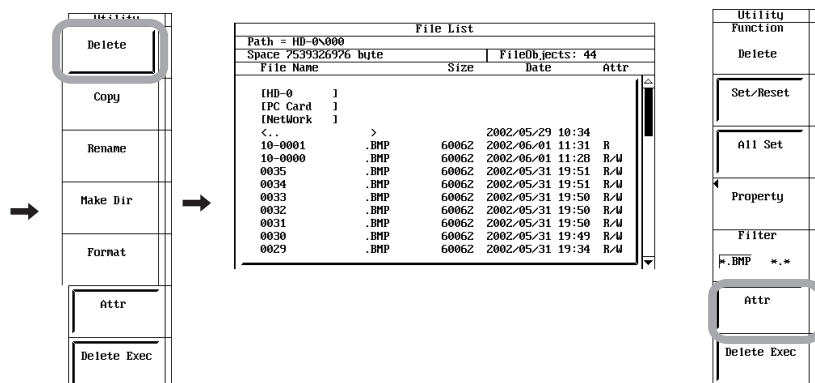 Utility
Delete
Copy
Rename
Make Dir
Format
Attr
Delete Exec
File List
Path = HD-0\000
Space 7539326976 byte FileObjects: 44
File Name Size Date Attr
[HD-0 ]
[PC Card ]
[NetWork ]
<.. > 2002/05/29 10:34
10-0001 .BMP 60062 2002/06/01 11:31 R
10-0000 .BMP 60062 2002/06/01 11:28 R/W
0035 .BMP 60062 2002/05/31 19:51 R/W
0034 .BMP 60062 2002/05/31 19:51 R/W
0033 .BMP 60062 2002/05/31 19:50 R/W
0032 .BMP 60062 2002/05/31 19:50 R/W
0031 .BMP 60062 2002/05/31 19:50 R/W
0030 .BMP 60062 2002/05/31 19:49 R/W
0029 .BMP 60062 2002/05/31 19:34 R/W
Utility
Function
Delete
Set/Reset
All Set
Property
Filter
*.BMP *.*
Attr
Delete Exec